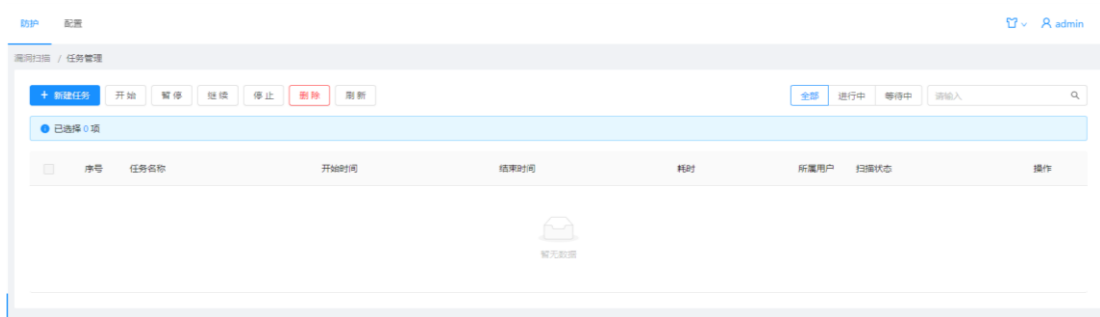 防护 配置 admin
漏洞扫描 / 任务管理
+ 新建任务 开始 暂停 继续 停止 删除 刷新 全部 进行中 等待中 请输入
已选择 0 项
序号 任务名称 开始时间 结束时间 耗时 所属用户 扫描状态 操作
暂无数据